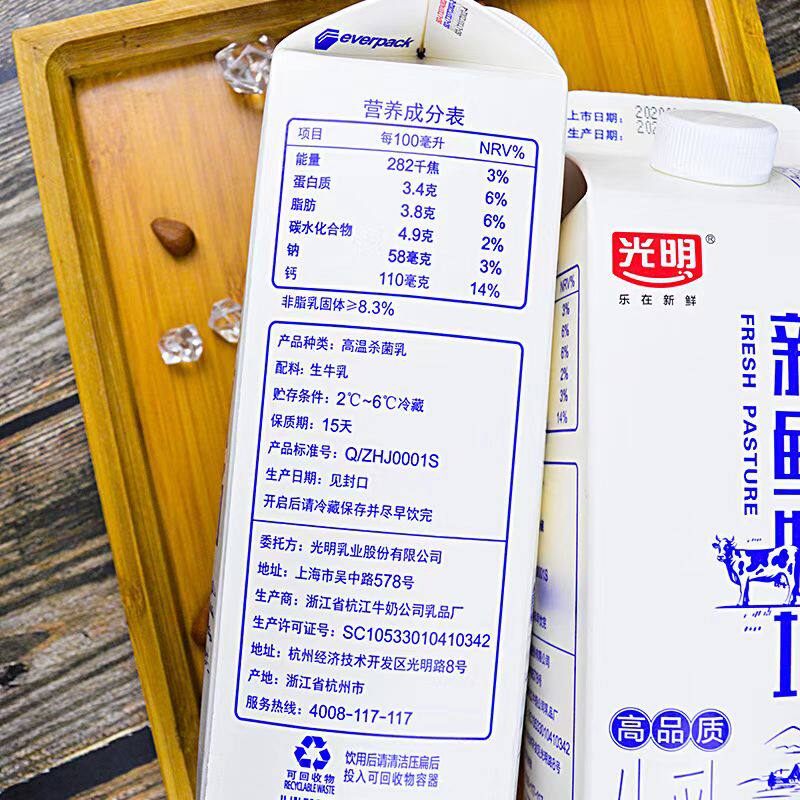 everpack
营养成分表
项目 每100毫升 NRV%
能量 282千焦 3%
蛋白质 3.4克 6%
脂肪 3.8克 6%
碳水化合物 4.9克 2%
钠 58毫克 3%
钙 110毫克 14%
非脂乳固体≥8.3%
产品种类：高温杀菌乳
配料：生牛乳
贮存条件：2℃~6℃冷藏
保质期：15天
产品标准号：Q/ZHJ0001S
生产日期：见封口
开启后请冷藏保存并尽早饮完
委托方：光明乳业股份有限公司
地址：上海市吴中路578号
生产商：浙江省杭江牛奶公司乳品厂
生产许可证号：SC10533010410342
地址：杭州经济技术开发区光明路8号
产地：浙江省杭州市
服务热线：4008-117-117
可回收物
RECYCLABLE WASTE
饮用后请清洁压扁后
投入可回收物容器
上市日期：
生产日期：
光明®
乐在新鲜
NRV%
3%
6%
6%
2%
3%
14%
新
FRESH PASTURE
高品质